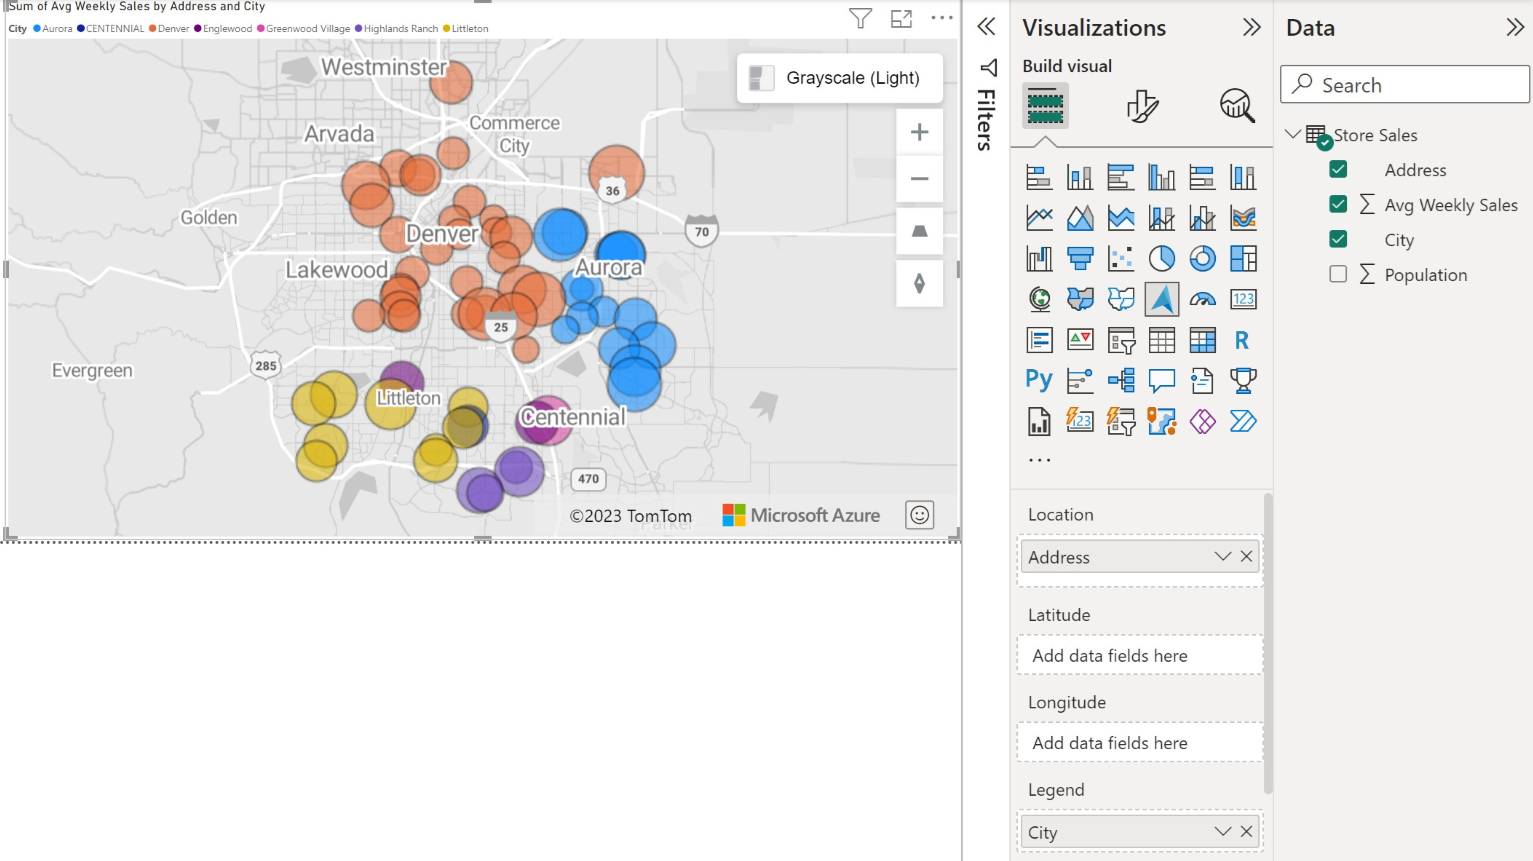 Sum of Avg Weekly Sales by Address and City
City Aurora CENTENNIAL Denver Englewood Greenwood Village Highlands Ranch Littleton
Westminster
Grayscale (Light)
Commerce
City
Arvada
36
Golden
Denver
70
Lakewood
Aurora
25
Evergreen
285
Littleton
Centennial
470
©2023 TomTom
Microsoft Azure
Parker
Filters
Visualizations
Build visual
123
R
Py
123
...
Location
Address
Latitude
Add data fields here
Longitude
Add data fields here
Legend
City
Data
Search
Store Sales
Address
Σ Avg Weekly Sales
City
Σ Population